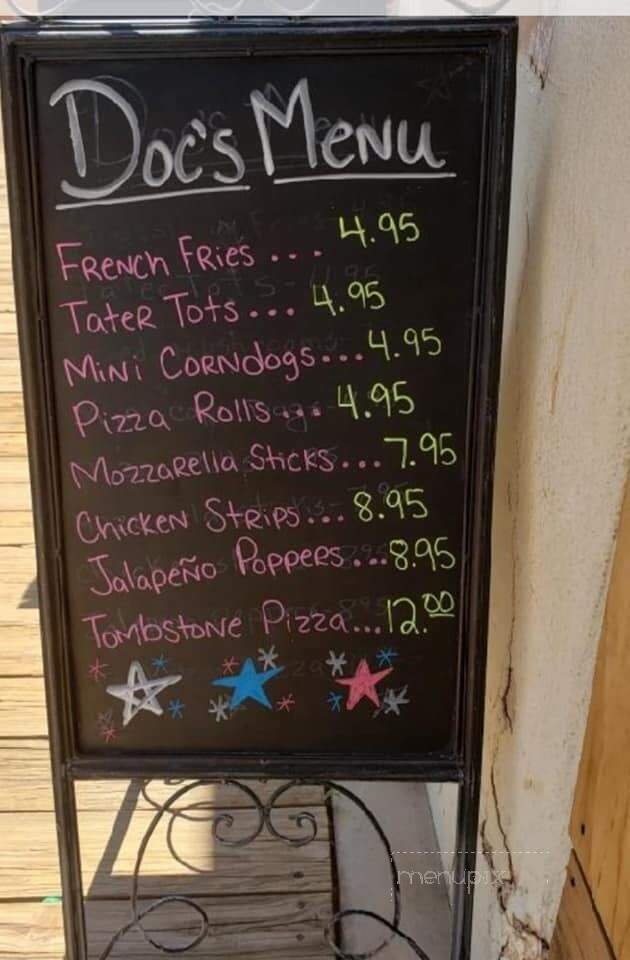 Doc's Menu
French Fries ... 4.95
Tater Tots ... 4.95
Mini Corndogs ... 4.95
Pizza Rolls ... 4.95
Mozzarella Sticks ... 7.95
Chicken Strips ... 8.95
Jalapeño Poppers ... 8.95
Tombstone Pizza ... 12.00
menupix